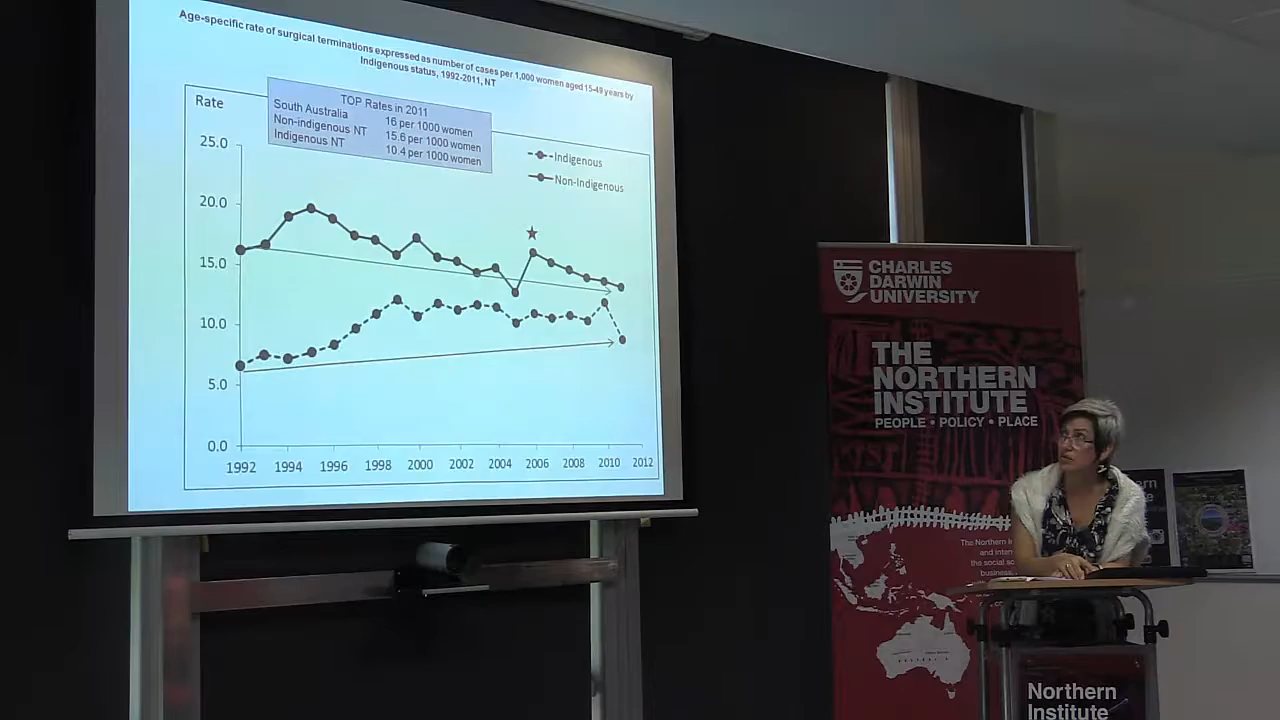 Age-specific rate of surgical terminations expressed as number of cases per 1,000 women aged 15-49 years by
Indigenous status, 1992-2011, NT
Rate
TOP Rates in 2011
South Australia 16 per 1000 women
Non-indigenous NT 15.6 per 1000 women
Indigenous NT 10.4 per 1000 women
Indigenous
Non-Indigenous
25.0
20.0
15.0
10.0
5.0
0.0
1992 1994 1996 1998 2000 2002 2004 2006 2008 2010 2012
CHARLES
DARWIN
UNIVERSITY
THE
NORTHERN
INSTITUTE
PEOPLE • POLICY • PLACE
The Northern
and
the social
business
AUSTRALIA
Northern
Institute